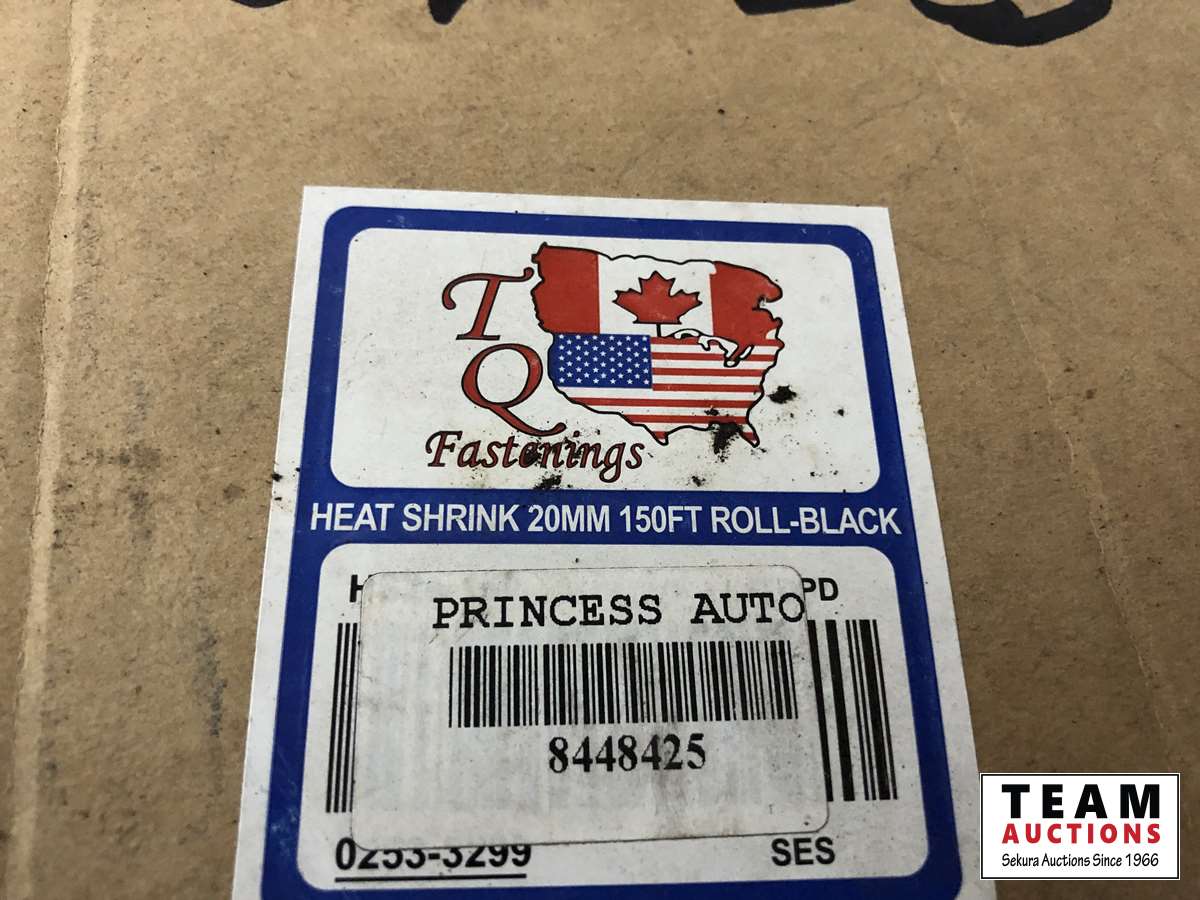 TQ
Fastenings
HEAT SHRINK 20MM 150FT ROLL-BLACK
PRINCESS AUTO
8448425
0253-3299
SES
TEAM
AUCTIONS
Sekura Auctions Since 1966